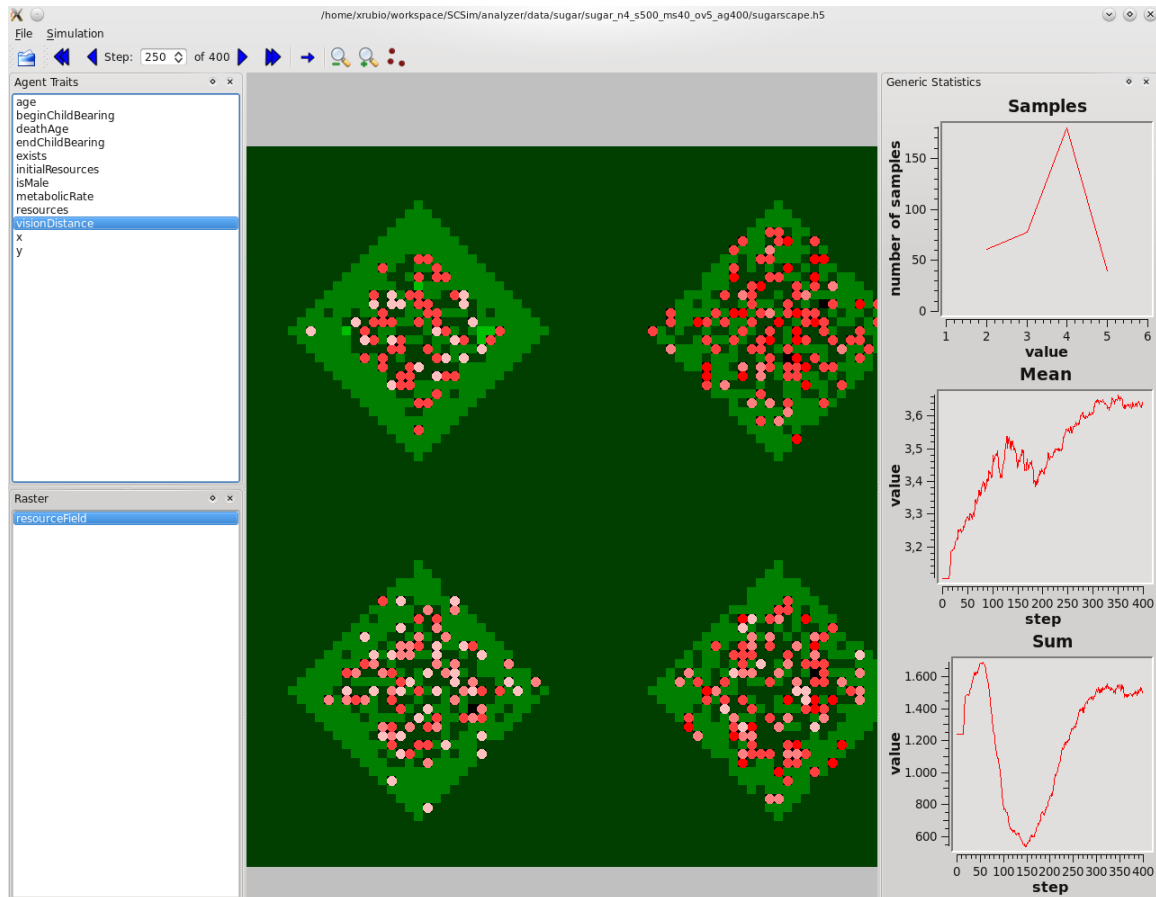 /home/xrubio/workspace/SCSim/analyzer/data/sugar/sugar_n4_s500_ms40_ov5_ag400/sugarscape.h5
File Simulation
Step: 250 of 400
Agent Traits
age
beginChildBearing
deathAge
endChildBearing
exists
initialResources
isMale
metabolicRate
resources
visionDistance
x
y
Raster
resourceField
Generic Statistics
Samples
number of samples
150
100
50
0
1 2 3 4 5 6
value
Mean
value
3,6
3,5
3,4
3,3
3,2
0 50 100 150 200 250 300 350 400
step
Sum
value
1.600
1.400
1.200
1.000
800
600
0 50 100 150 200 250 300 350 400
step